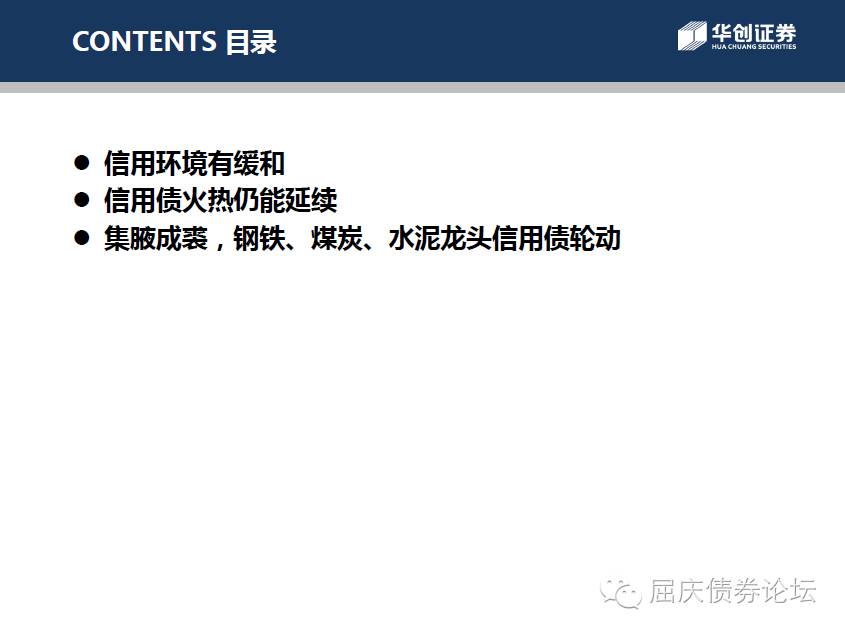 CONTENTS 目录
华创证券
HUA CHUANG SECURITIES
● 信用环境有缓和
● 信用债火热仍能延续
● 集腋成裘，钢铁、煤炭、水泥龙头信用债轮动
屈庆债券论坛